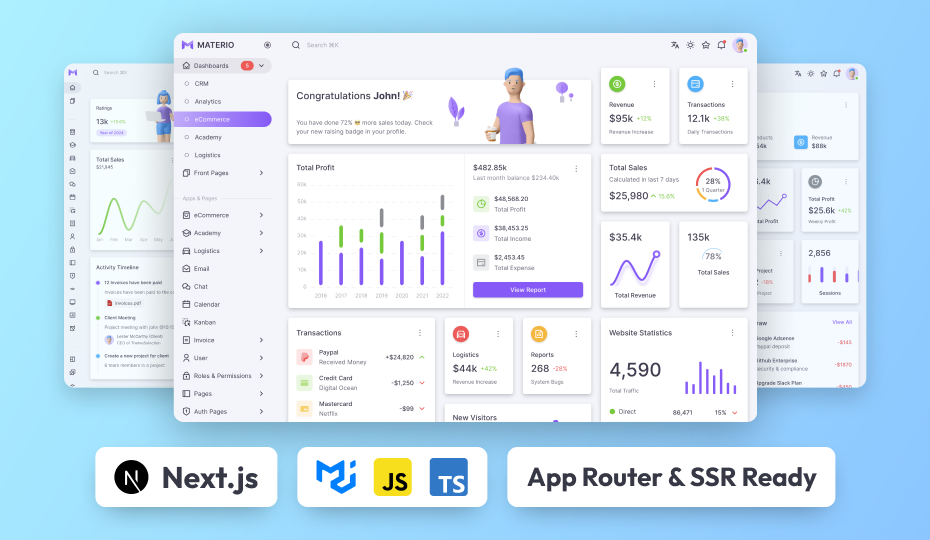 MATERIO
Search ⌘K
Dashboards
5
CRM
Analytics
eCommerce
Academy
Logistics
Front Pages
Apps & Pages
eCommerce
Academy
Logistics
Email
Chat
Calendar
Kanban
Invoice
User
Roles & Permissions
Pages
Auth Pages
Congratulations John! 🎉
You have done 72% 🤩 more sales today. Check
your new raising badge in your profile.
Revenue
$95k +12%
Revenue Increase
Transactions
12.1k +38%
Daily Transactions
Total Profit
60k
50k
40k
30k
20k
10k
0
2016 2017 2018 2019 2020 2021 2022
$482.85k
Last month balance $234.40k
$48,568.20
Total Profit
$38,453.25
Total Income
$2,453.45
Total Expense
View Report
Total Sales
Calculated in last 7 days
$25,980 15.6%
28%
1 Quarter
$35.4k
Total Revenue
135k
78%
Total Sales
Transactions
Paypal
Received Money
+$24,820
Credit Card
Digital Ocean
-$1,250
Mastercard
Netflix
-$99
Logistics
$44k +42%
Revenue Increase
Reports
268 -28%
System Bugs
New Visitors
Website Statistics
4,590
Total Traffic
Direct 86,471 15%
Search ⌘K
Ratings
13k +15.6%
Year of 2024
Total Sales
$21,845
Jan Feb Mar Apr May
Activity Timeline
12 Invoices have been paid
Invoices have been paid to the
invoices.pdf
Client Meeting
Project meeting with john @10:15
Lester McCarthy (Client)
CEO of ThemeSelection
Create a new project for client
6 team members in a project
ducts
54k
Revenue
$88k
5.4k
tal Profit
Total Profit
$25.6k +42%
Weekly Profit
Project
-18%
Project
2,856
Sessions
raw
View All
Google Adsense
Paypal deposit
-$145
Github Enterprise
security & compliance
-$1870
Upgrade Slack Plan
-$450
Next.js
JS
TS
App Router & SSR Ready